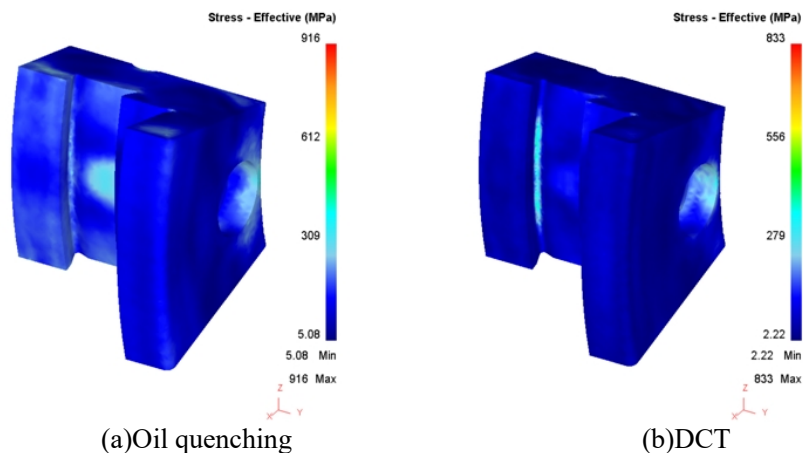 Stress - Effective (MPa)
916
612
309
5.08
5.08 Min
916 Max
Z
X Y
(a)Oil quenching
Stress - Effective (MPa)
833
556
279
2.22
2.22 Min
833 Max
Z
X Y
(b)DCT